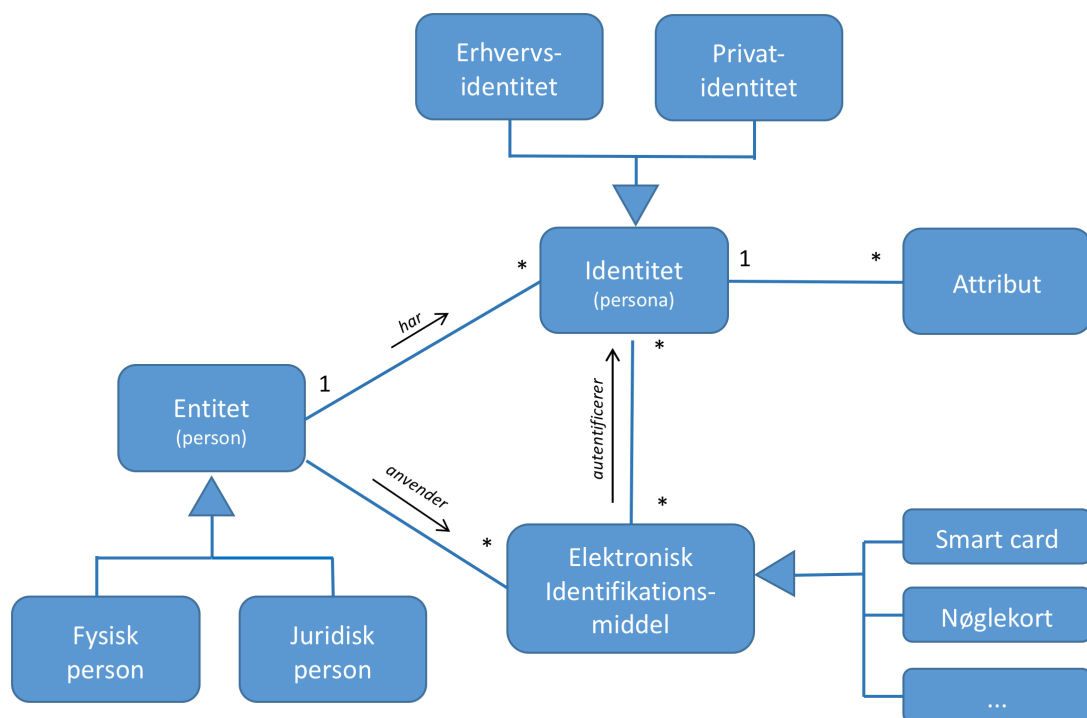 Erhvervs-
identitet
Privat-
identitet
*
Identitet
(persona)
1
*
Attribut
har
*
1
Entitet
(person)
autentificerer
anvender
*
*
Elektronisk
Identifikations-
middel
Smart card
Nøglekort
...
Fysisk
person
Juridisk
person